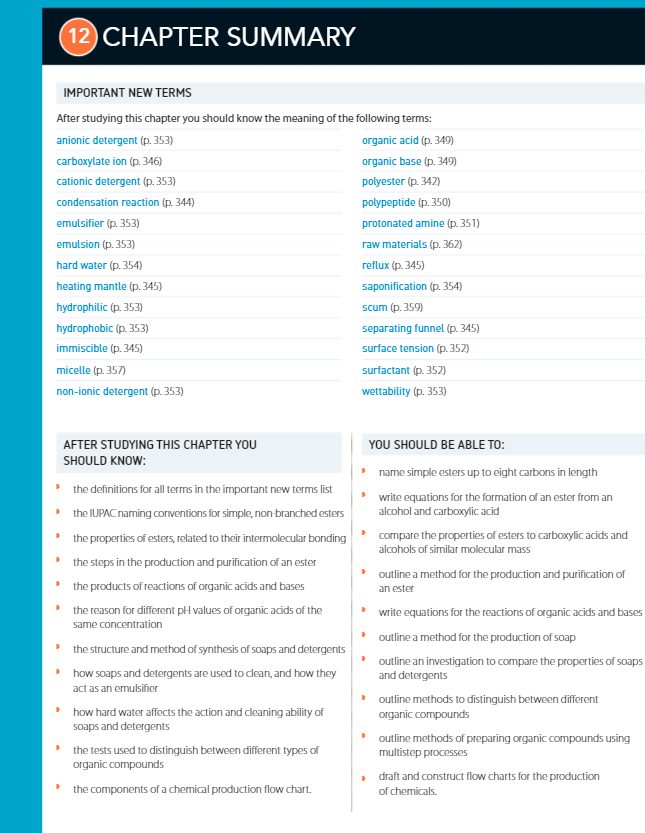 12 CHAPTER SUMMARY
IMPORTANT NEW TERMS
After studying this chapter you should know the meaning of the following terms:
anionic detergent (p. 353)
carboxylate ion (p. 346)
cationic detergent (p. 353)
condensation reaction (p. 344)
emulsifier (p. 353)
emulsion (p. 353)
hard water (p. 354)
heating mantle (p. 345)
hydrophilic (p. 353)
hydrophobic (p. 353)
immiscible (p. 345)
micelle (p. 357)
non-ionic detergent (p. 353)
organic acid (p. 349)
organic base (p. 349)
polyester (p. 342)
polypeptide (p. 350)
protonated amine (p. 351)
raw materials (p. 362)
reflux (p. 345)
saponification (p. 354)
scum (p. 359)
separating funnel (p. 345)
surface tension (p. 352)
surfactant (p. 352)
wettability (p. 353)
AFTER STUDYING THIS CHAPTER YOU
SHOULD KNOW:
the definitions for all terms in the important new terms list
the IUPAC naming conventions for simple, non-branched esters
the properties of esters, related to their intermolecular bonding
the steps in the production and purification of an ester
the products of reactions of organic acids and bases
the reason for different pH values of organic acids of the
same concentration
the structure and method of synthesis of soaps and detergents
how soaps and detergents are used to clean, and how they
act as an emulsifier
how hard water affects the action and cleaning ability of
soaps and detergents
the tests used to distinguish between different types of
organic compounds
the components of a chemical production flow chart.
YOU SHOULD BE ABLE TO:
name simple esters up to eight carbons in length
write equations for the formation of an ester from an
alcohol and carboxylic acid
compare the properties of esters to carboxylic acids and
alcohols of similar molecular mass
outline a method for the production and purification of
an ester
write equations for the reactions of organic acids and bases
outline a method for the production of soap
outline an investigation to compare the properties of soaps
and detergents
outline methods to distinguish between different
organic compounds
outline methods of preparing organic compounds using
multistep processes
draft and construct flow charts for the production
of chemicals.